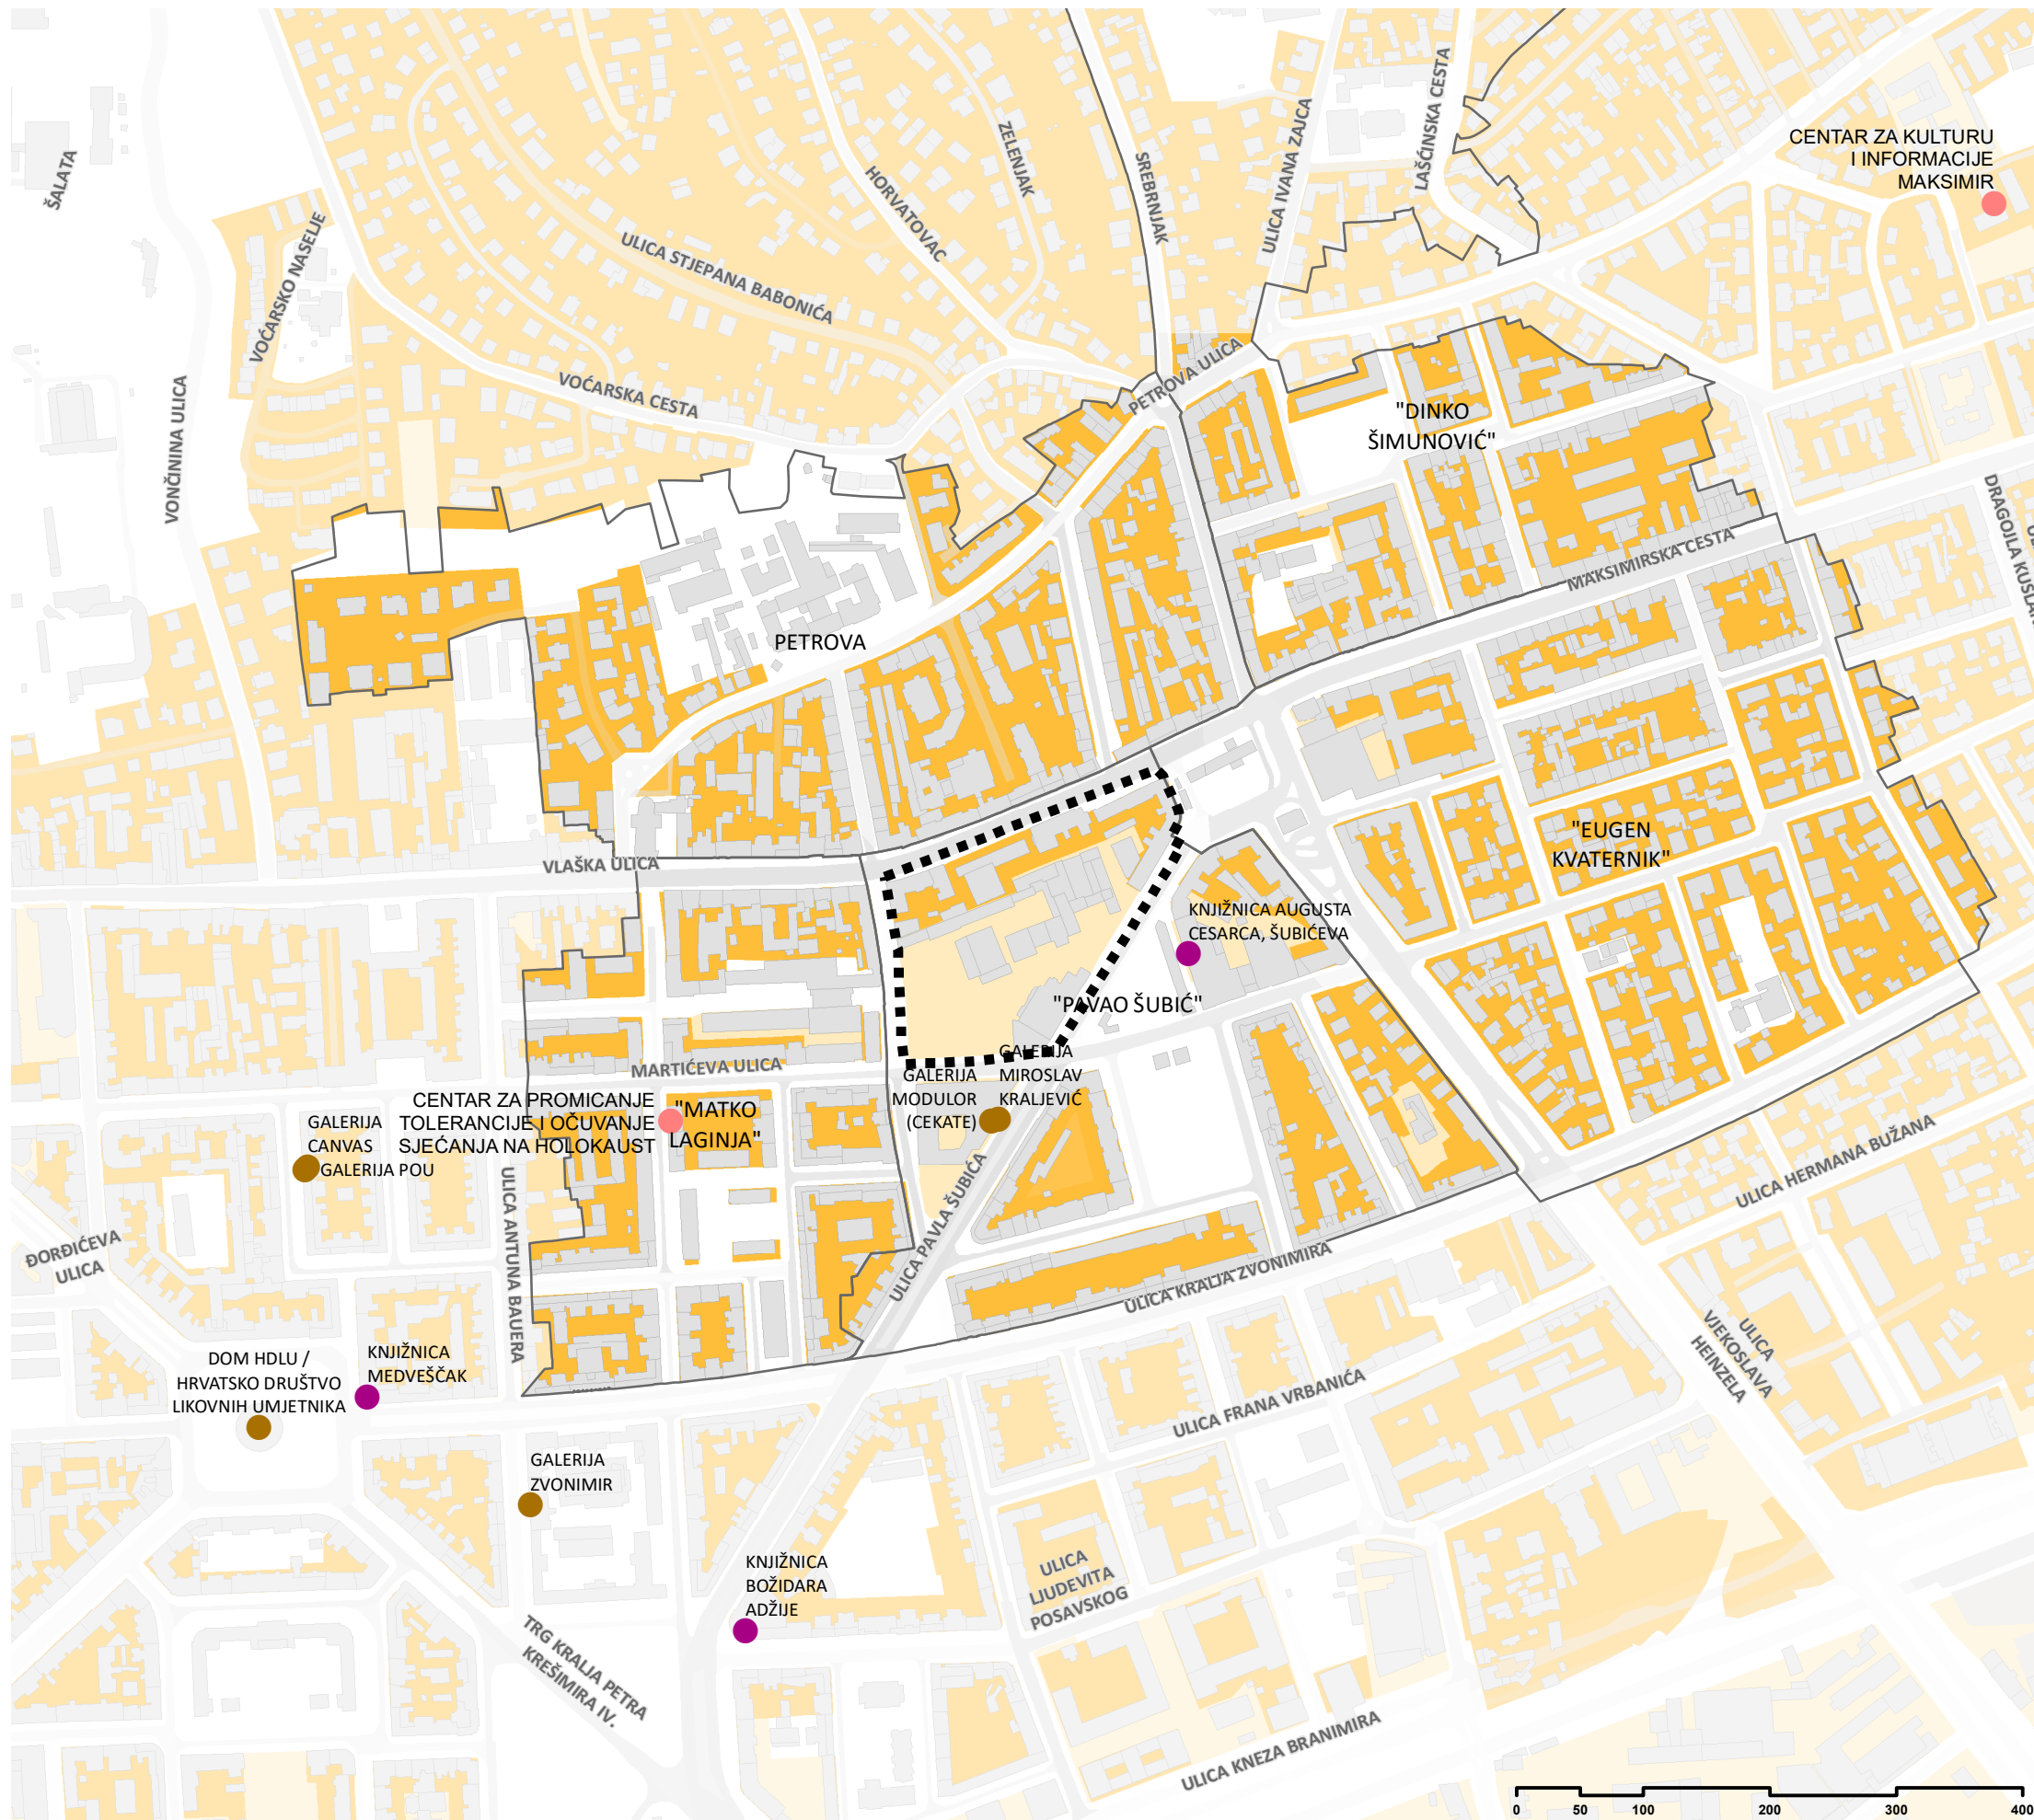 CENTAR ZA KULTURU
I INFORMACIJE
MAKSIMIR
ŠALATA
ZELENJAK
HORVATOVAC
SREBRNJAK
ULICA IVANA ZAJCA
LAŠĆINSKA CESTA
VOĆARSKO NASELJE
ULICA STJEPANA BABONIĆA
VONČININA ULICA
VOĆARSKA CESTA
PETROVA ULICA
"DINKO
ŠIMUNOVIĆ"
DRAGOJLA KUŠLANA
MAKSIMIRSKA CESTA
PETROVA
"EUGEN
KVATERNIK"
VLAŠKA ULICA
KNJIŽNICA AUGUSTA
CESARCA, ŠUBIĆEVA
"PAVAO ŠUBIĆ"
MARTIĆEVA ULICA
GALERIJA
MODULOR
(CEKATE)
GALERIJA
MIROSLAV
KRALJEVIĆ
CENTAR ZA PROMICANJE
TOLERANCIJE I OČUVANJE
SJEĆANJA NA HOLOKAUST
"MATKO
LAGINJA"
GALERIJA
CANVAS
GALERIJA POU
ULICA ANTUNA BAUERA
ULICA PAVLA ŠUBIĆA
ULICA HERMANA BUŽANA
ĐORĐIĆEVA
ULICA
ULICA KRALJA ZVONIMIRA
DOM HDLU /
HRVATSKO DRUŠTVO
LIKOVNIH UMJETNIKA
KNJIŽNICA
MEDVEŠČAK
ULICA
VJEKOSLAVA
HEINZELA
ULICA FRANA VRBANIĆA
GALERIJA
ZVONIMIR
KNJIŽNICA
BOŽIDARA
ADŽIJE
ULICA
LJUDEVITA
POSAVSKOG
TRG KRALJA PETRA
KREŠIMIRA IV.
ULICA KNEZA BRANIMIRA
0 50 100 200 300 400